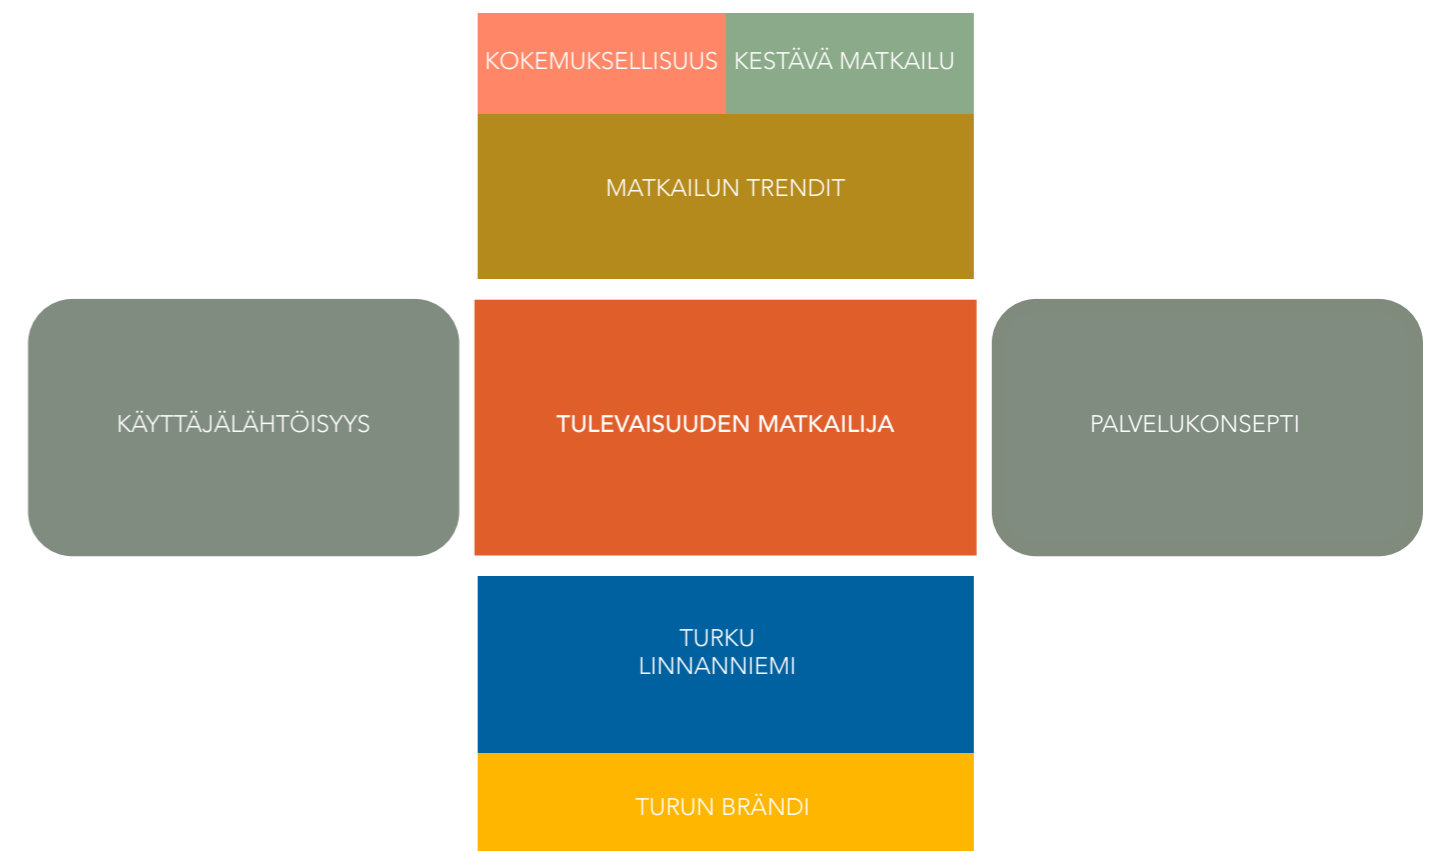 KOKEMUKSELLISUUS
KESTÄVÄ MATKAILU
MATKAILUN TRENDIT
KÄYTTÄJÄLÄHTÖISYYS
TULEVAISUUDEN MATKAILIJA
PALVELUKONSEPTI
TURKU
LINNANNIEMI
TURUN BRÄNDI